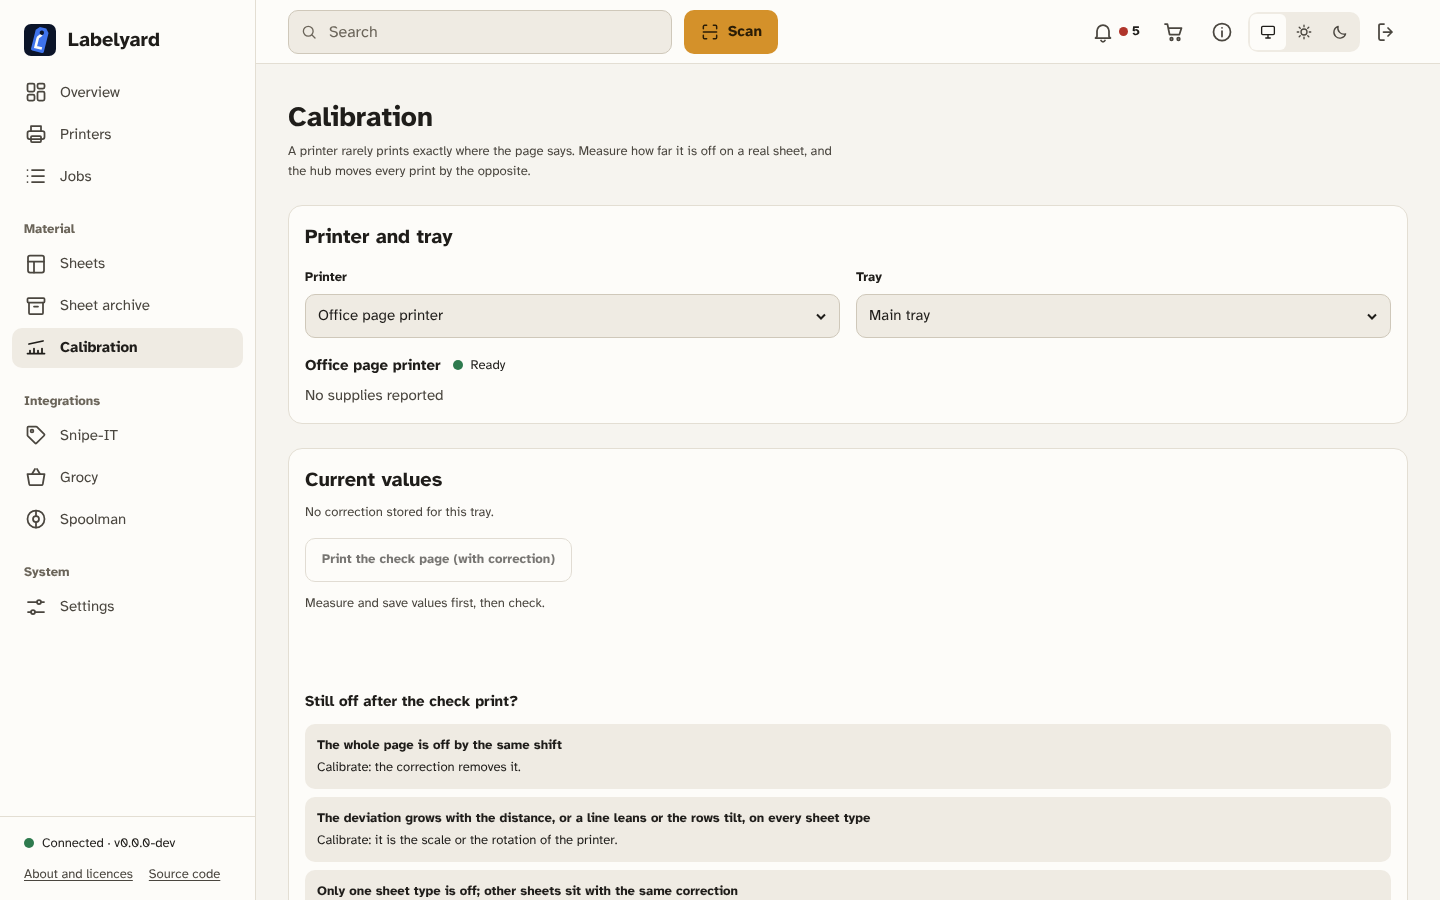 Labelyard
Search
Scan
5
Overview
Printers
Jobs
Material
Sheets
Sheet archive
Calibration
Integrations
Snipe-IT
Grocy
Spoolman
System
Settings
Connected · v0.0.0-dev
About and licences
Source code
Calibration
A printer rarely prints exactly where the page says. Measure how far it is off on a real sheet, and
the hub moves every print by the opposite.
Printer and tray
Printer
Tray
Office page printer
Main tray
Office page printer
Ready
No supplies reported
Current values
No correction stored for this tray.
Print the check page (with correction)
Measure and save values first, then check.
Still off after the check print?
The whole page is off by the same shift
Calibrate: the correction removes it.
The deviation grows with the distance, or a line leans or the rows tilt, on every sheet type
Calibrate: it is the scale or the rotation of the printer.
Only one sheet type is off; other sheets sit with the same correction